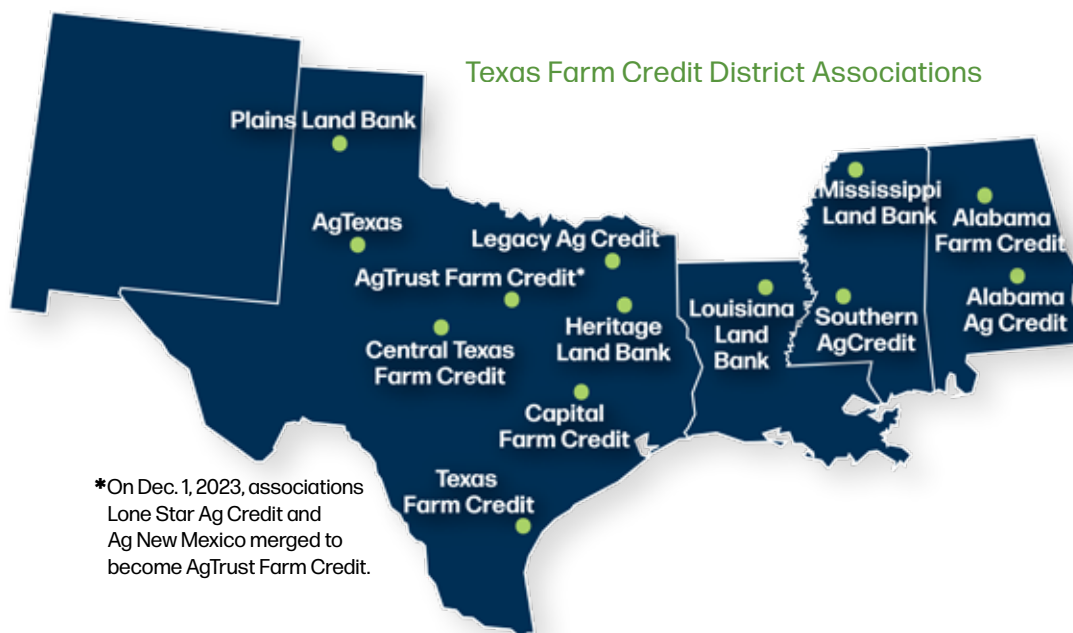 Texas Farm Credit District Associations
Plains Land Bank
AgTexas
Legacy Ag Credit
AgTrust Farm Credit*
Central Texas
Farm Credit
Heritage
Land Bank
Capital
Farm Credit
Texas
Farm Credit
Louisiana
Land
Bank
Mississippi
Land Bank
Southern
AgCredit
Alabama
Farm Credit
Alabama
Ag Credit
*On Dec. 1, 2023, associations
Lone Star Ag Credit and
Ag New Mexico merged to
become AgTrust Farm Credit.